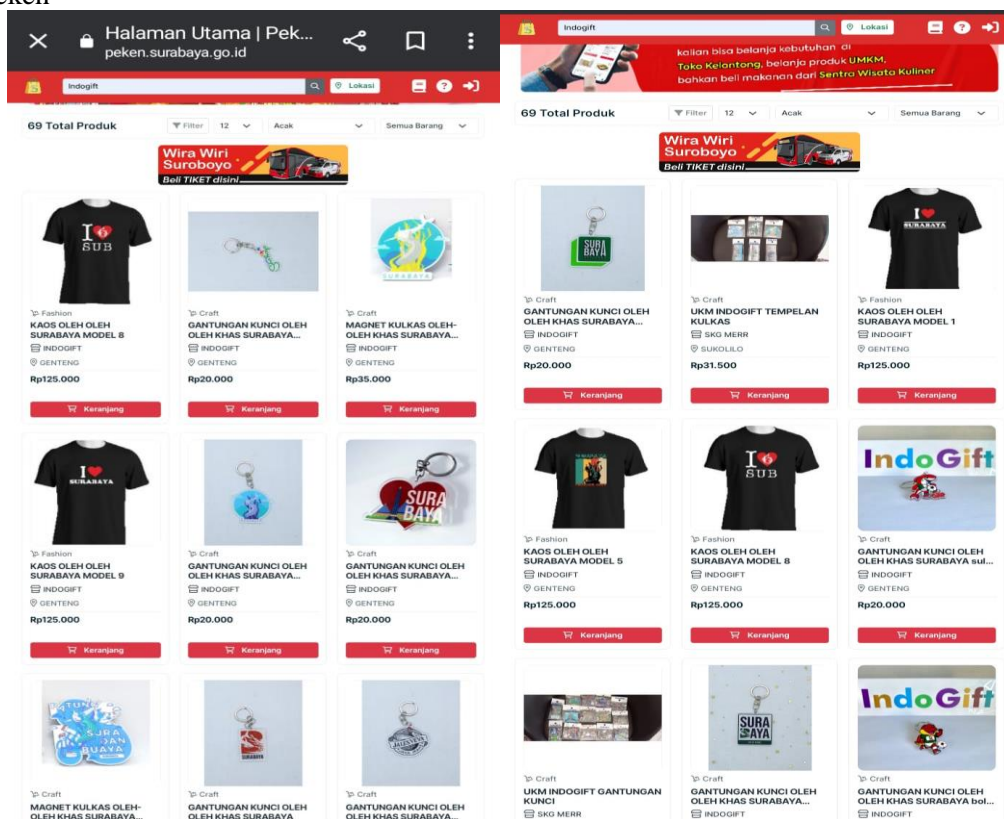 eken
Halaman Utama | Pek...
peken.surabaya.go.id
Indogift
Lokasi
69 Total Produk
Filter
12
Acak
Semua Barang
Wira Wiri
Suroboyo
Beli TIKET disini
I SUB
Fashion
KAOS OLEH OLEH
SURABAYA MODEL 8
INDOGIFT
GENTENG
Rp125.000
Keranjang
Craft
GANTUNGAN KUNCI OLEH
OLEH KHAS SURABAYA...
INDOGIFT
GENTENG
Rp20.000
Keranjang
SURABAYA
Craft
MAGNET KULKAS OLEH-
OLEH KHAS SURABAYA...
INDOGIFT
GENTENG
Rp35.000
Keranjang
I
SURABAYA
Fashion
KAOS OLEH OLEH
SURABAYA MODEL 9
INDOGIFT
GENTENG
Rp125.000
Keranjang
Craft
GANTUNGAN KUNCI OLEH
OLEH KHAS SURABAYA...
INDOGIFT
GENTENG
Rp20.000
Keranjang
SURA
BAYA
Craft
GANTUNGAN KUNCI OLEH
OLEH KHAS SURABAYA...
INDOGIFT
GENTENG
Rp20.000
Keranjang
SURA
DAN
BUAYA
Craft
MAGNET KULKAS OLEH-
OLEH KHAS SURABAYA...
SURABAYA
Craft
GANTUNGAN KUNCI OLEH
OLEH KHAS SURABAYA
Craft
GANTUNGAN KUNCI OLEH
OLEH KHAS SURABAYA...
Indogift
Lokasi
kalian bisa belanja kebutuhan di
Toko Kelontong, belanja produk UMKM,
bahkan beli makanan dari Sentra Wisata Kuliner
69 Total Produk
Filter
12
Acak
Semua Barang
Wira Wiri
Suroboyo
Beli TIKET disini
SURA
BAYA
Craft
GANTUNGAN KUNCI OLEH
OLEH KHAS SURABAYA...
INDOGIFT
GENTENG
Rp20.000
Keranjang
Craft
UKM INDOGIFT TEMPELAN
KULKAS
SKG MERR
SUKOLILO
Rp31.500
Keranjang
I
SURABAYA
Fashion
KAOS OLEH OLEH
SURABAYA MODEL 1
INDOGIFT
GENTENG
Rp125.000
Keranjang
Fashion
KAOS OLEH OLEH
SURABAYA MODEL 5
INDOGIFT
GENTENG
Rp125.000
Keranjang
I
SUB
Fashion
KAOS OLEH OLEH
SURABAYA MODEL 8
INDOGIFT
GENTENG
Rp125.000
Keranjang
IndoGift
Craft
GANTUNGAN KUNCI OLEH
OLEH KHAS SURABAYA sul...
INDOGIFT
GENTENG
Rp20.000
Keranjang
Craft
UKM INDOGIFT GANTUNGAN
KUNCI
SKG MERR
SURA
BAYA
Craft
GANTUNGAN KUNCI OLEH
OLEH KHAS SURABAYA...
INDOGIFT
IndoGift
Craft
GANTUNGAN KUNCI OLEH
OLEH KHAS SURABAYA bol...
INDOGIFT